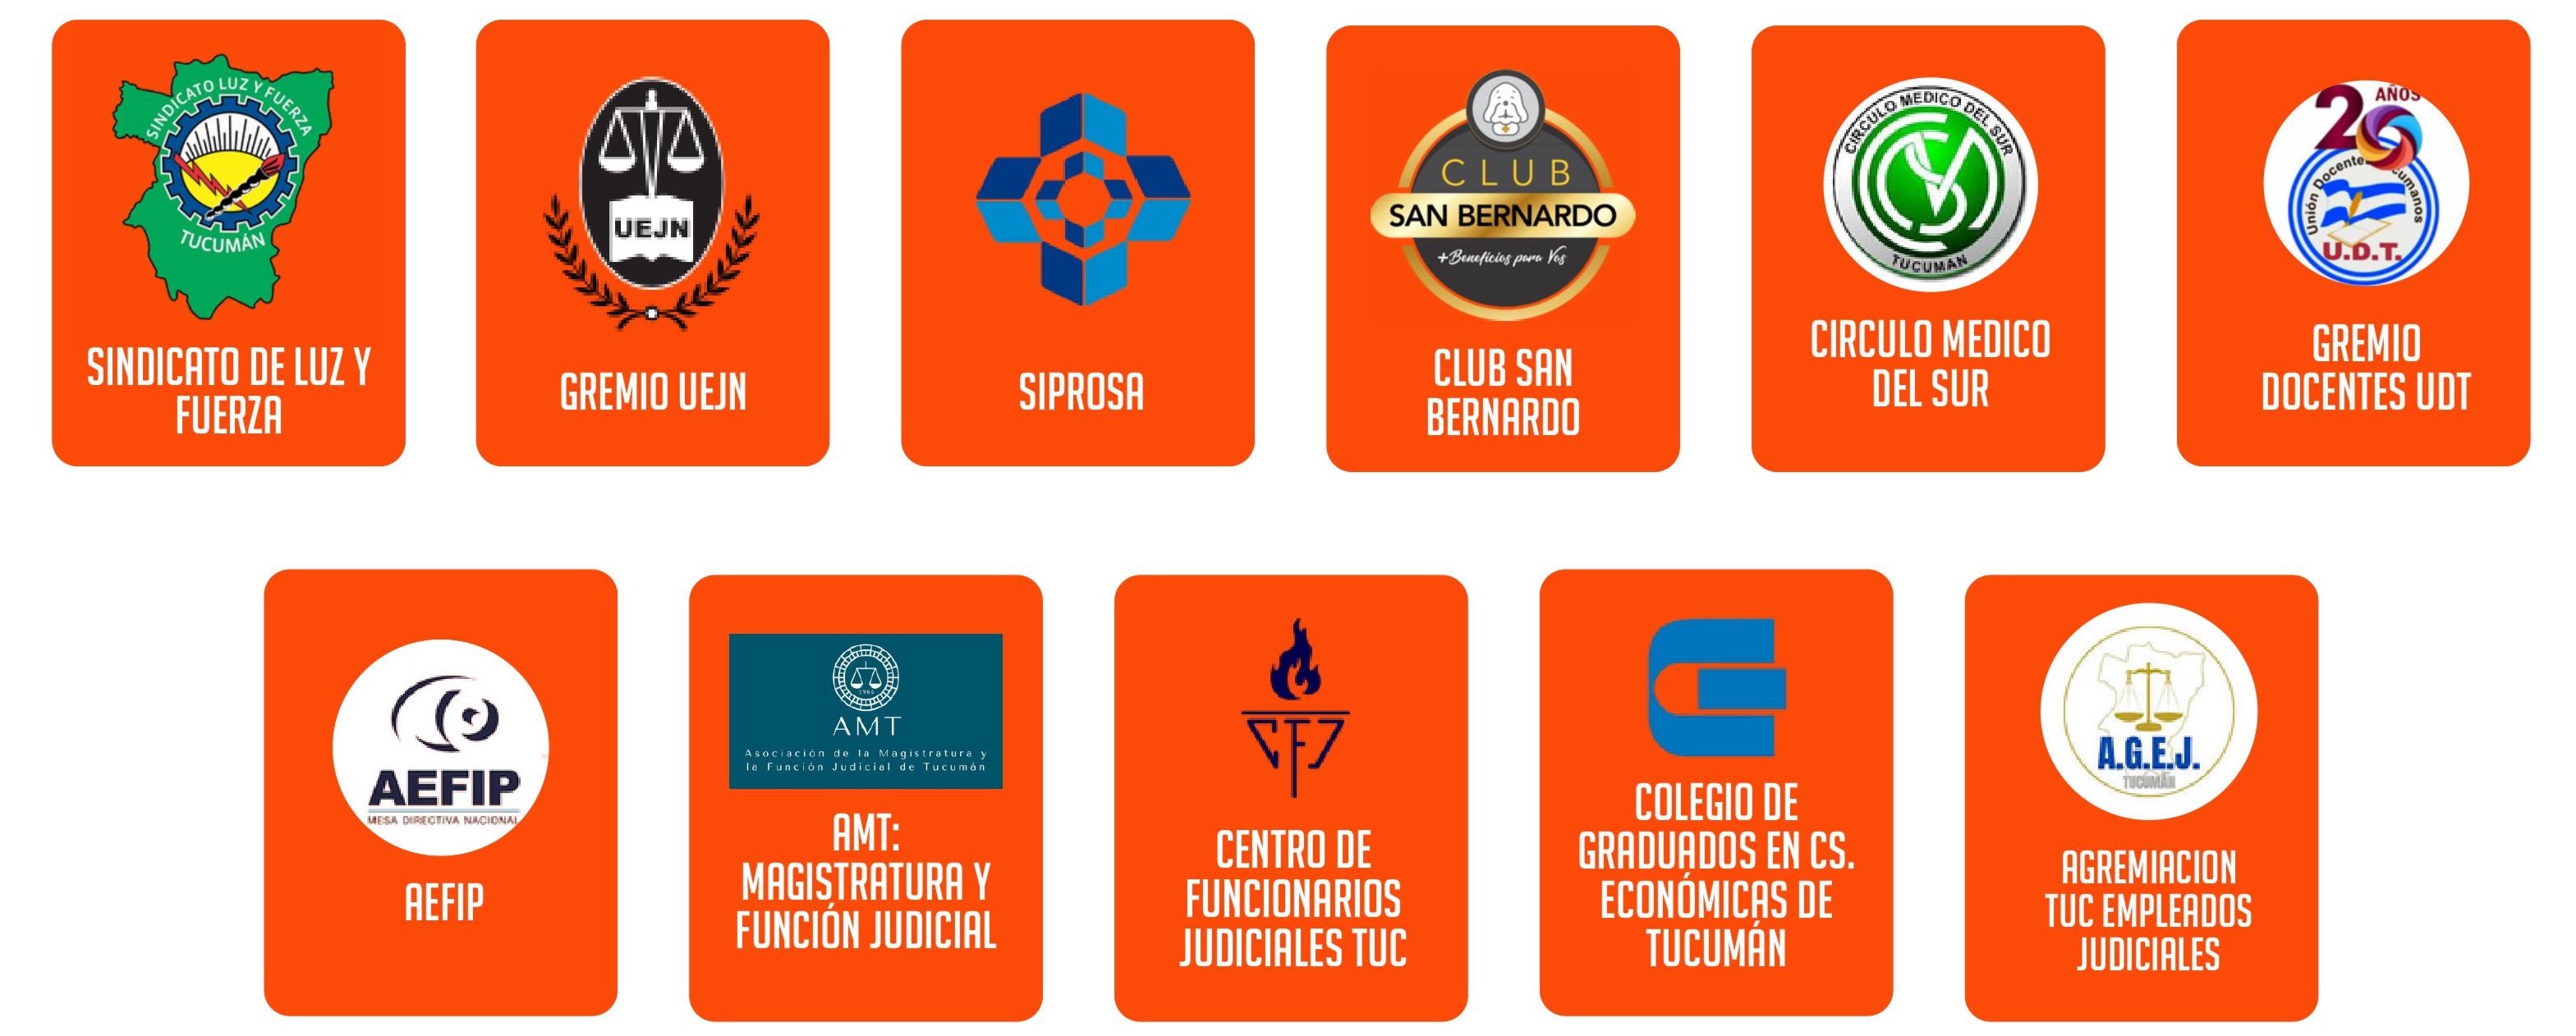 SINDICATO LUZ Y FUERZA
TUCUMÁN
SINDICATO DE LUZ Y
FUERZA
UEJN
GREMIO UEJN
SIPROSA
CLUB
SAN BERNARDO
+Beneficios para Vos
CLUB SAN
BERNARDO
CIRCULO MEDICO DEL SUR
TUCUMAN
CIRCULO MEDICO
DEL SUR
20 AÑOS
Unión Docente
umanos
U.D.T.
GREMIO
DOCENTES UDT
AEFIP
MESA DIRECTIVA NACIONAL
AEFIP
1966
AMT
Asociación de la Magistratura y
la Función Judicial de Tucumán
AMT:
MAGISTRATURA Y
FUNCIÓN JUDICIAL
CFJ
CENTRO DE
FUNCIONARIOS
JUDICIALES TUC
COLEGIO DE
GRADUADOS EN CS.
ECONÓMICAS DE
TUCUMÁN
A.G.E.J.
TUCUMÁN
AGREMIACION
TUC EMPLEADOS
JUDICIALES